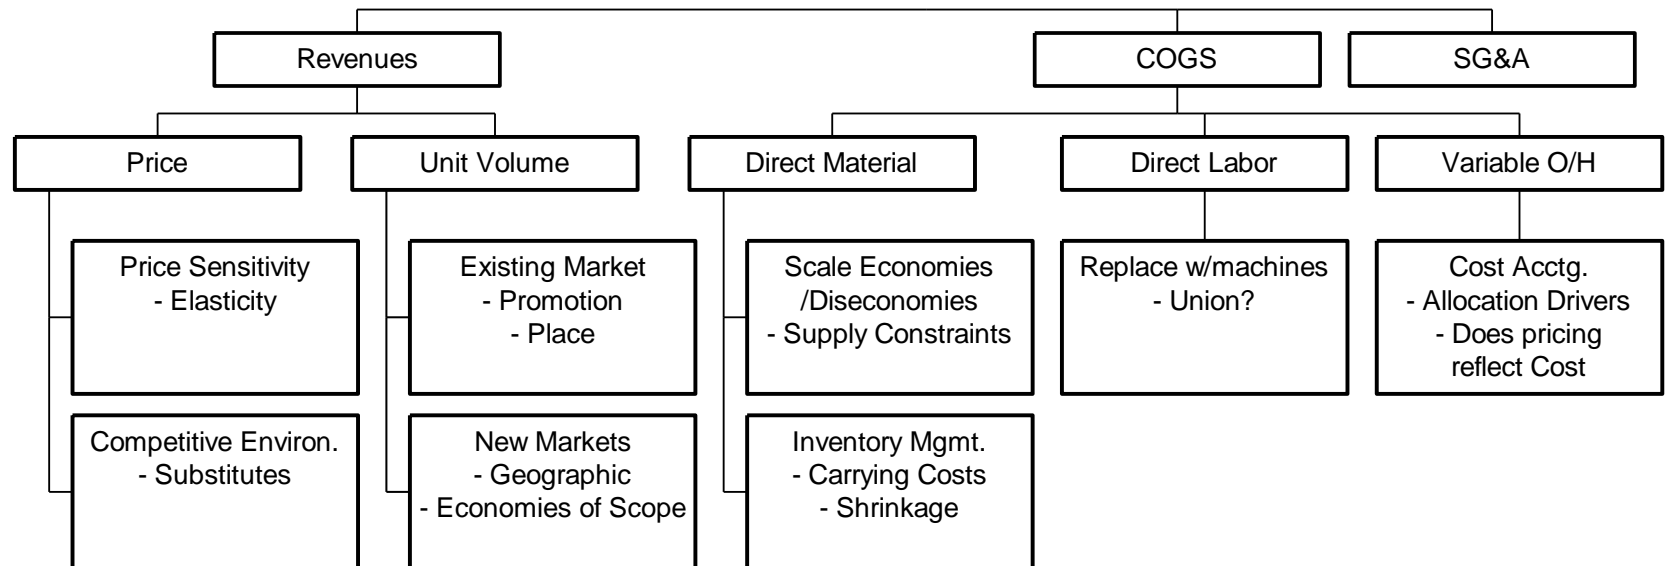 Revenues
COGS
SG&A
Price
Unit Volume
Direct Material
Direct Labor
Variable O/H
Price Sensitivity
- Elasticity
Existing Market
- Promotion
- Place
Scale Economies
/Diseconomies
- Supply Constraints
Replace w/machines
- Union?
Cost Acctg.
- Allocation Drivers
- Does pricing
reflect Cost
Competitive Environ.
- Substitutes
New Markets
- Geographic
- Economies of Scope
Inventory Mgmt.
- Carrying Costs
- Shrinkage